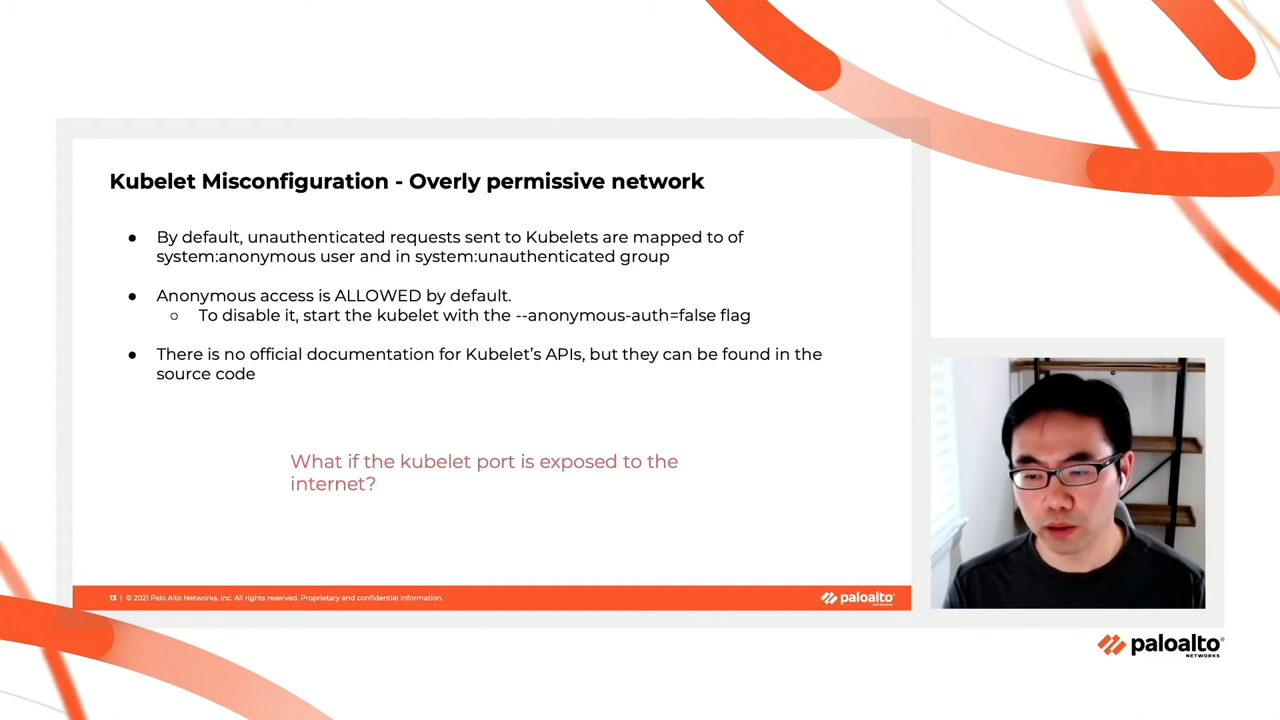 Kubelet Misconfiguration - Overly permissive network
● By default, unauthenticated requests sent to Kubelets are mapped to of
system:anonymous user and in system:unauthenticated group
● Anonymous access is ALLOWED by default.
○ To disable it, start the kubelet with the --anonymous-auth=false flag
● There is no official documentation for Kubelet's APIs, but they can be found in the
source code
What if the kubelet port is exposed to the
internet?
13 | © 2021 Palo Alto Networks, Inc. All rights reserved. Proprietary and confidential information.
paloalto
NETWORKS
paloalto®
NETWORKS